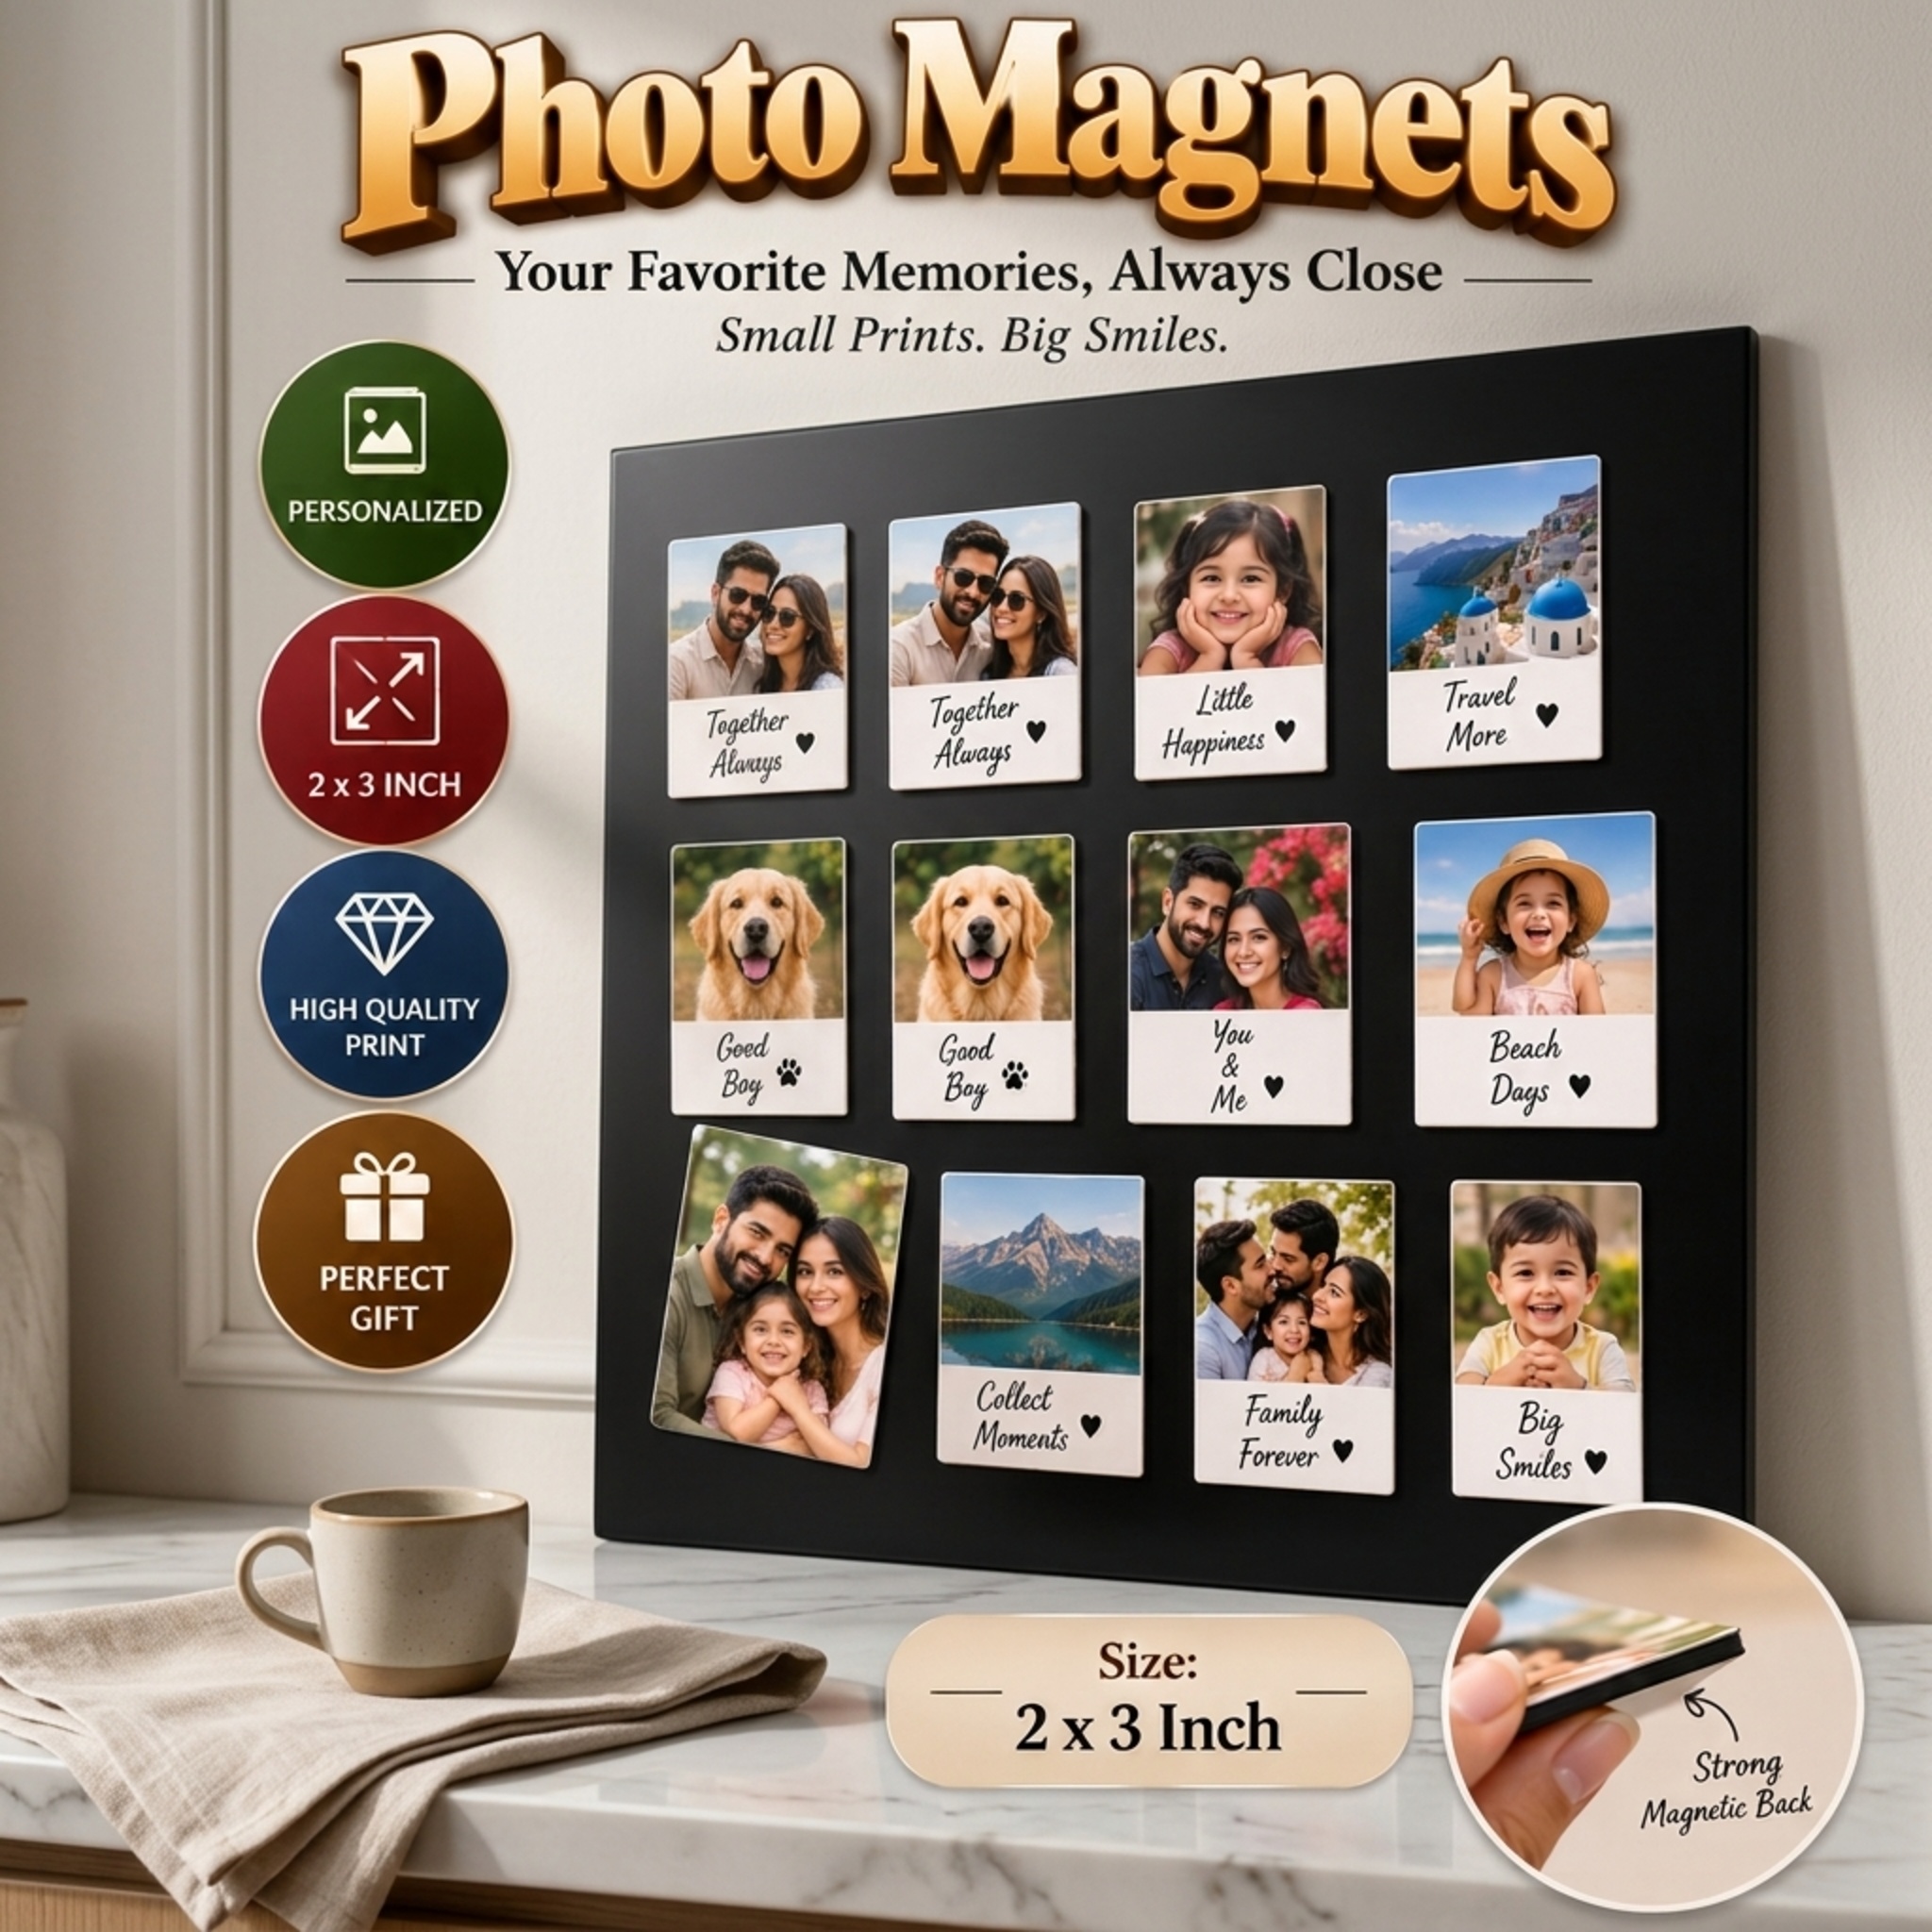 Photo Magnets
Your Favorite Memories, Always Close
Small Prints. Big Smiles.
PERSONALIZED
2 x 3 INCH
HIGH QUALITY
PRINT
PERFECT
GIFT
Together
Always
Together
Always
Little
Happiness
Travel
More
Good
Boy
Good
Boy
You
&
Me
Beach
Days
Collect
Moments
Family
Forever
Big
Smiles
Size:
2 x 3 Inch
Strong
Magnetic Back